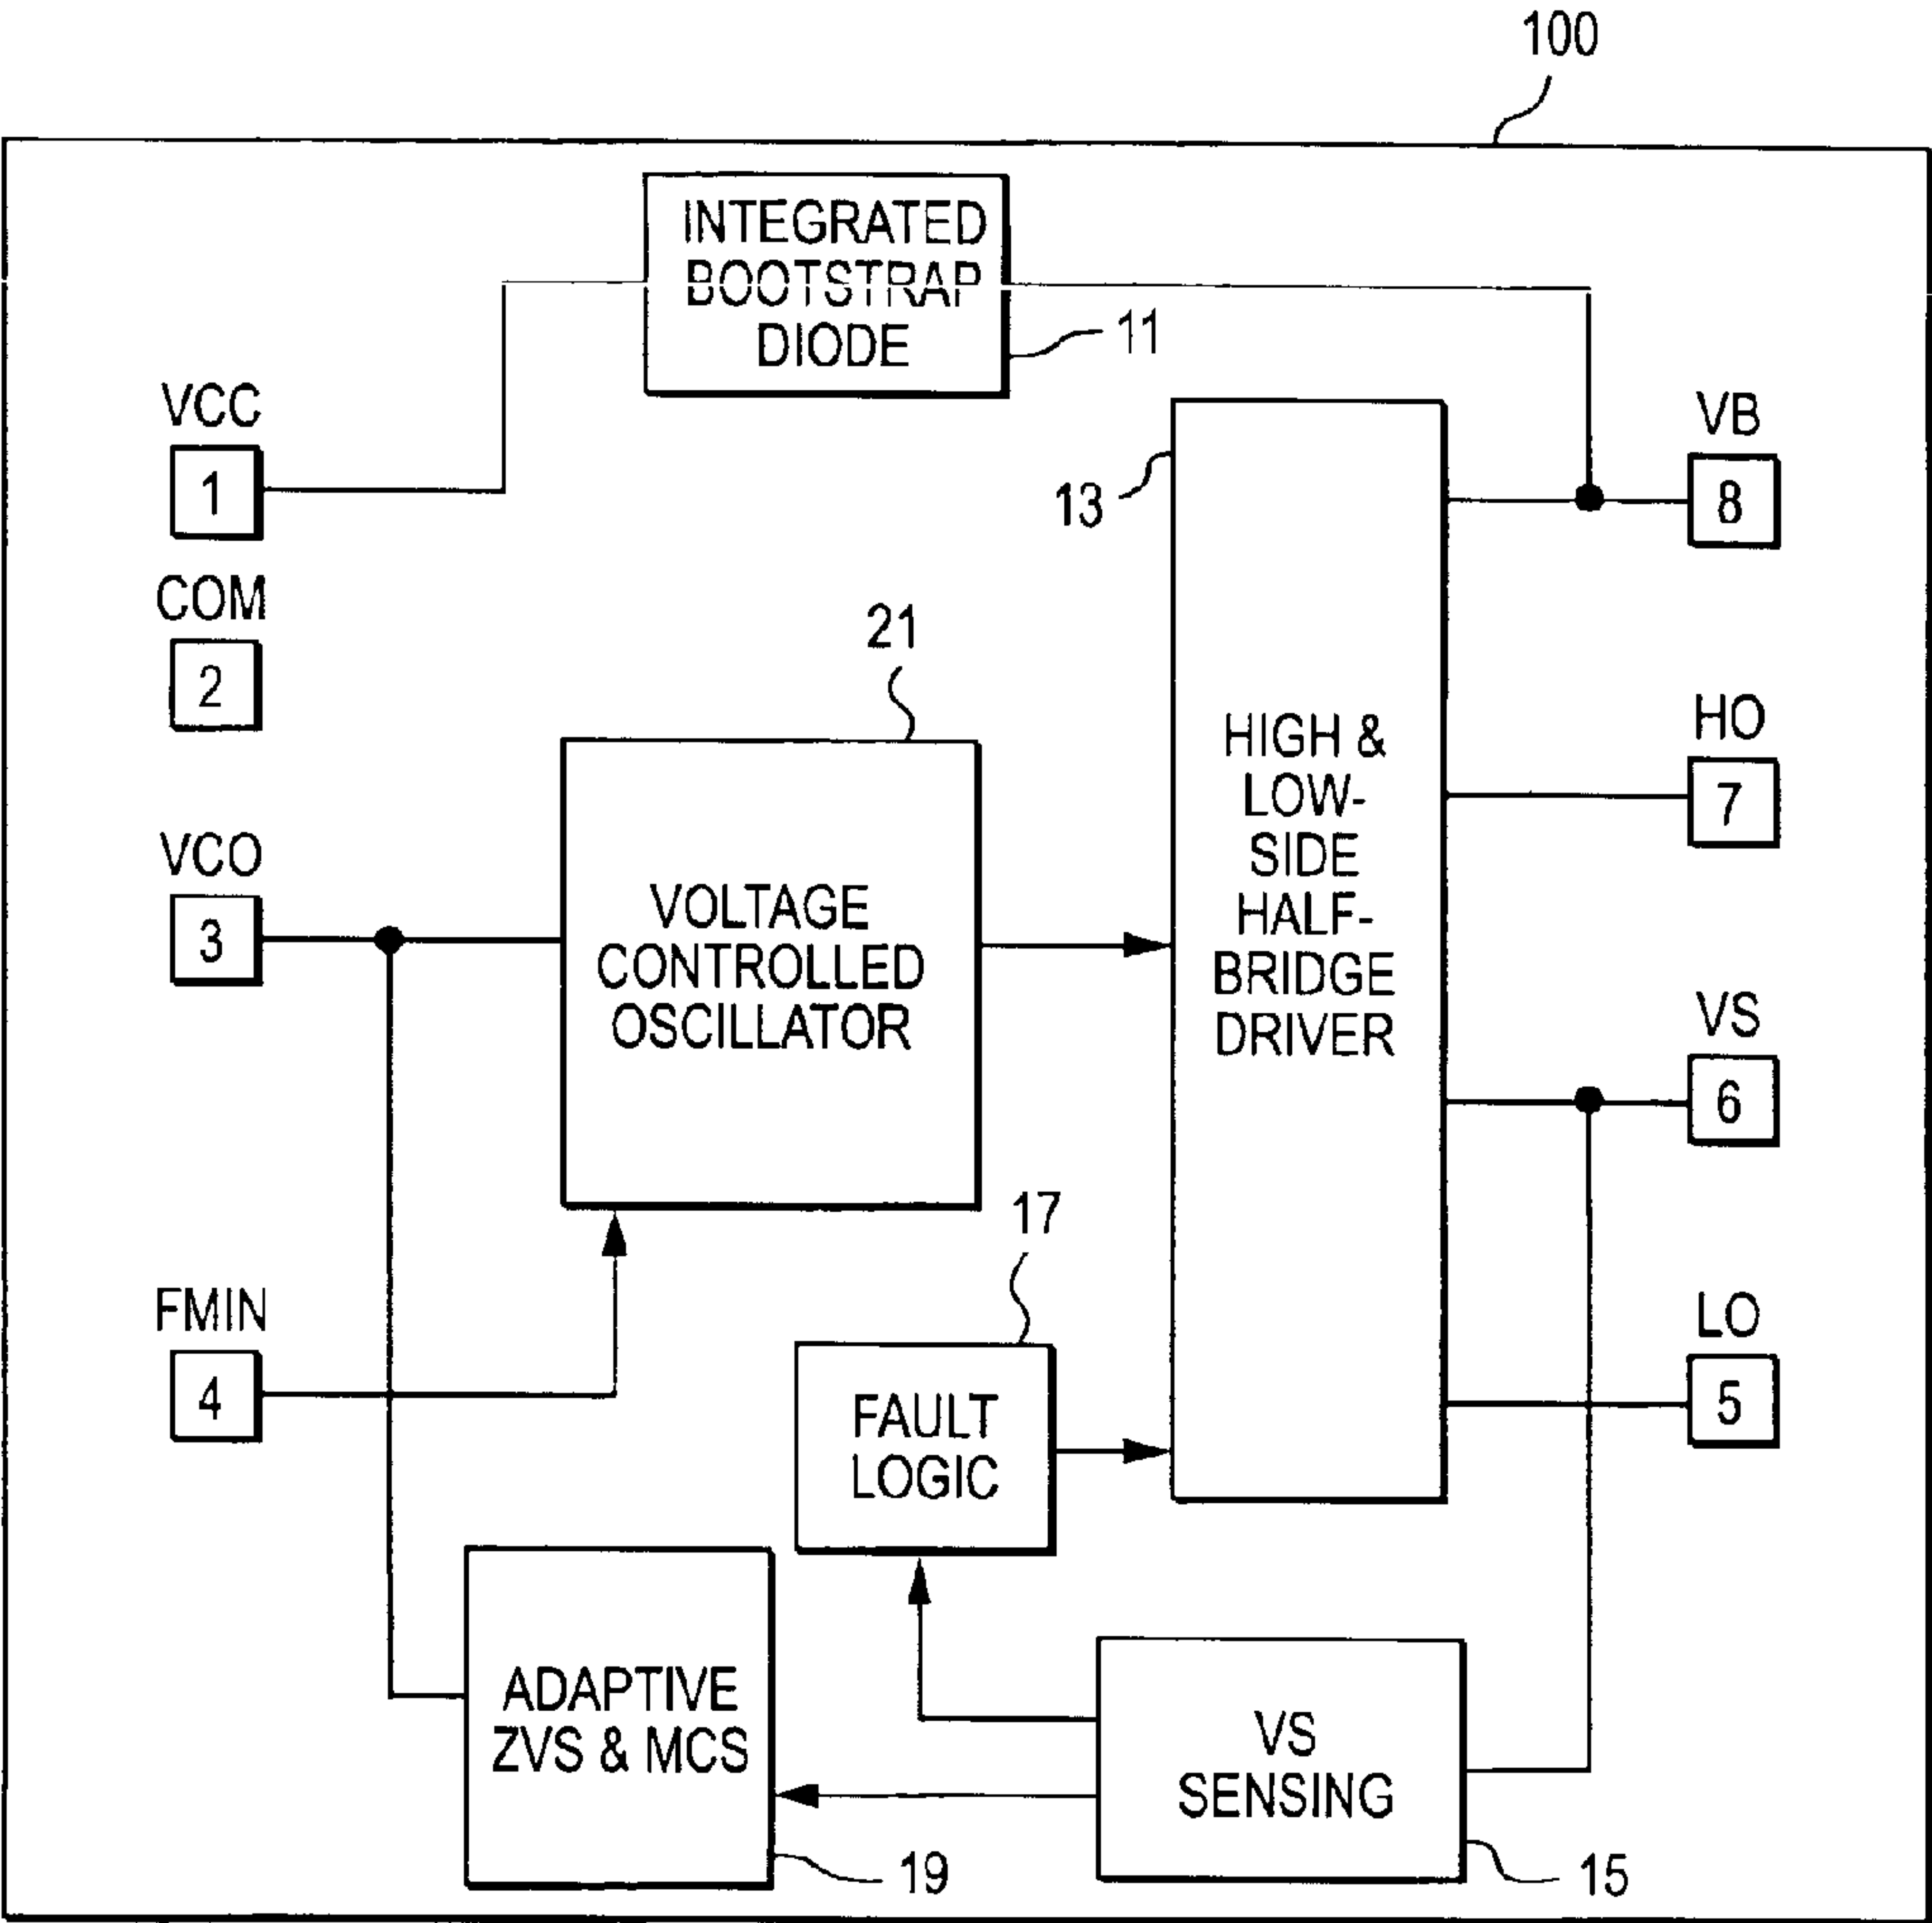 100
INTEGRATED
BOOTSTRAP
DIODE
11
VCC
1
13
VB
8
COM
2
21
HIGH &
LOW-
SIDE
HALF-
BRIDGE
DRIVER
HO
7
VCO
3
VOLTAGE
CONTROLLED
OSCILLATOR
VS
6
17
FMIN
4
FAULT
LOGIC
LO
5
ADAPTIVE
ZVS & MCS
19
VS
SENSING
15